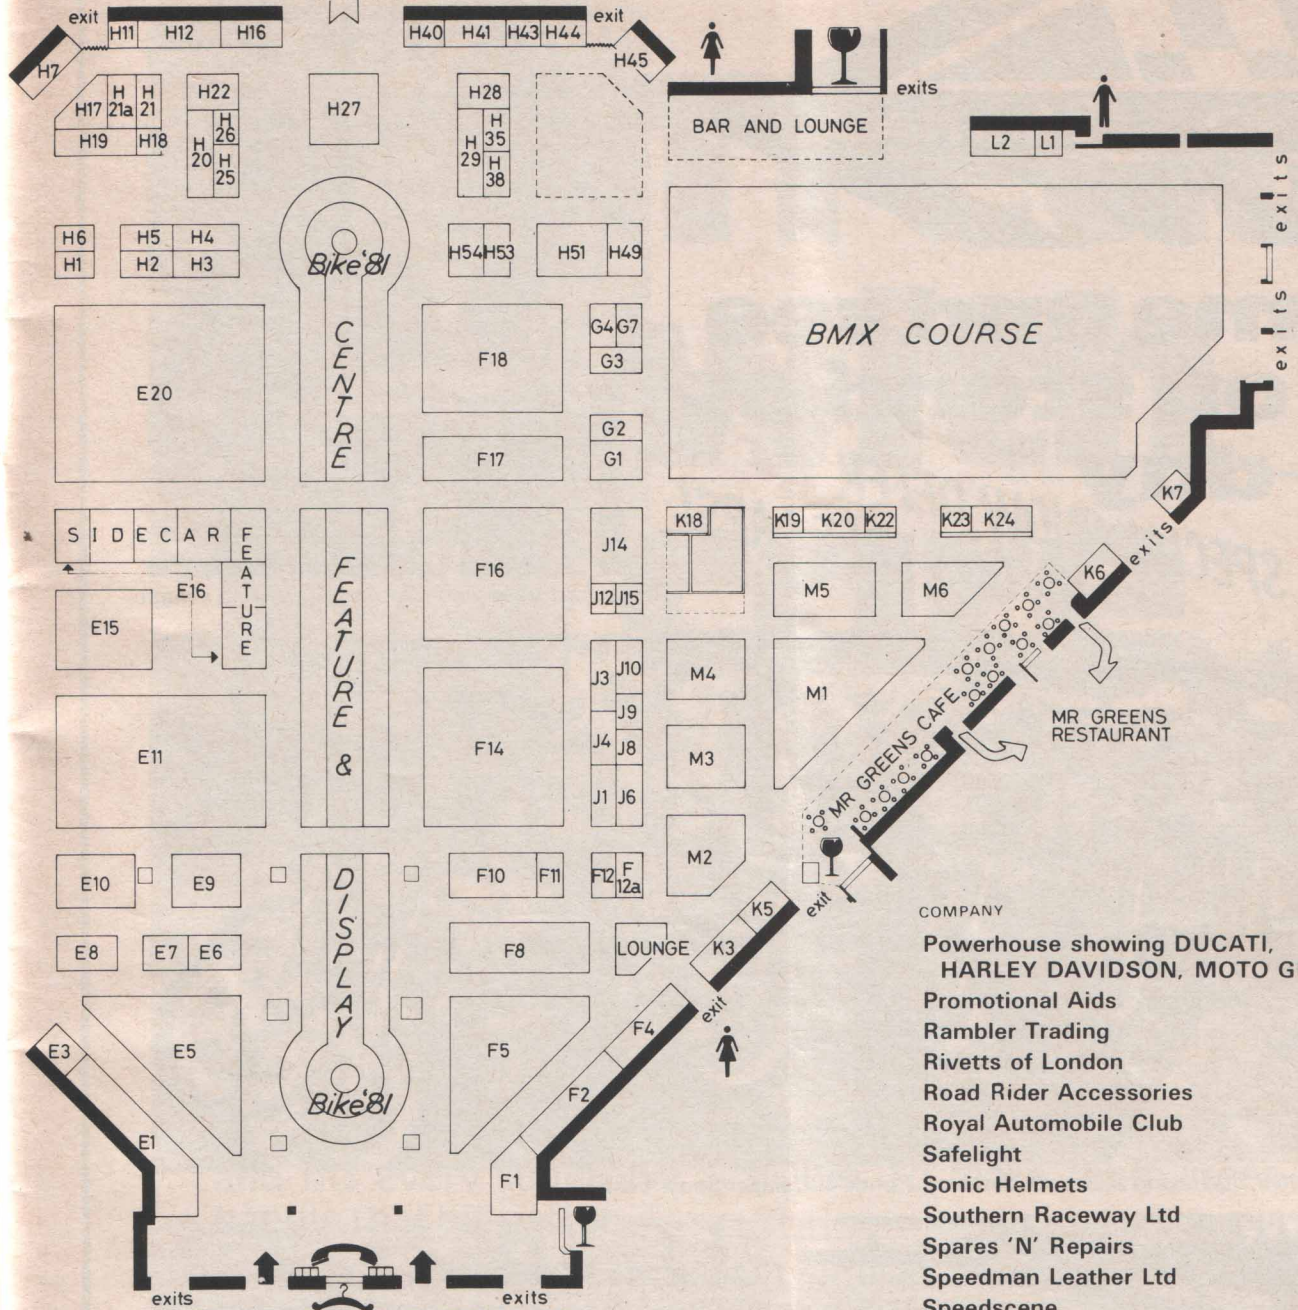 exit
H11 H12 H16
H40 H41 H43 H44
exit
H7
H45
exits
H17
H 21a
H 21
H22
H27
H28
BAR AND LOUNGE
L2 L1
H19 H18
H 20
H 26
H 25
H 29
H 35
H 38
exits
H6 H5 H4
H1 H2 H3
Bike'81
H54 H53 H51 H49
exits
E20
CENTRE
F18
G4 G7
G3
BMX COURSE
G2
F17
G1
K7
SIDECAR FEATURE
K18
K19 K20 K22
K23 K24
exits
J14
F16
E16
E15
FEATURE &
J12 J15
M5
M6
K6
J3 J10
M4
M1
J9
MR GREENS CAFE
MR GREENS
RESTAURANT
E11
F14
J4 J8
M3
J1 J6
M2
E10 E9
DISPLAY
F10 F11
F12
F 12a
exit
K5
K3
E8 E7 E6
F8
LOUNGE
exit
E3
E5
F5
F4
F2
Bike'81
E1
F1
exits
?
exits
COMPANY
Powerhouse showing DUCATI,
HARLEY DAVIDSON, MOTO G
Promotional Aids
Rambler Trading
Rivetts of London
Road Rider Accessories
Royal Automobile Club
Safelight
Sonic Helmets
Southern Raceway Ltd
Spares 'N' Repairs
Speedman Leather Ltd
Speedscene